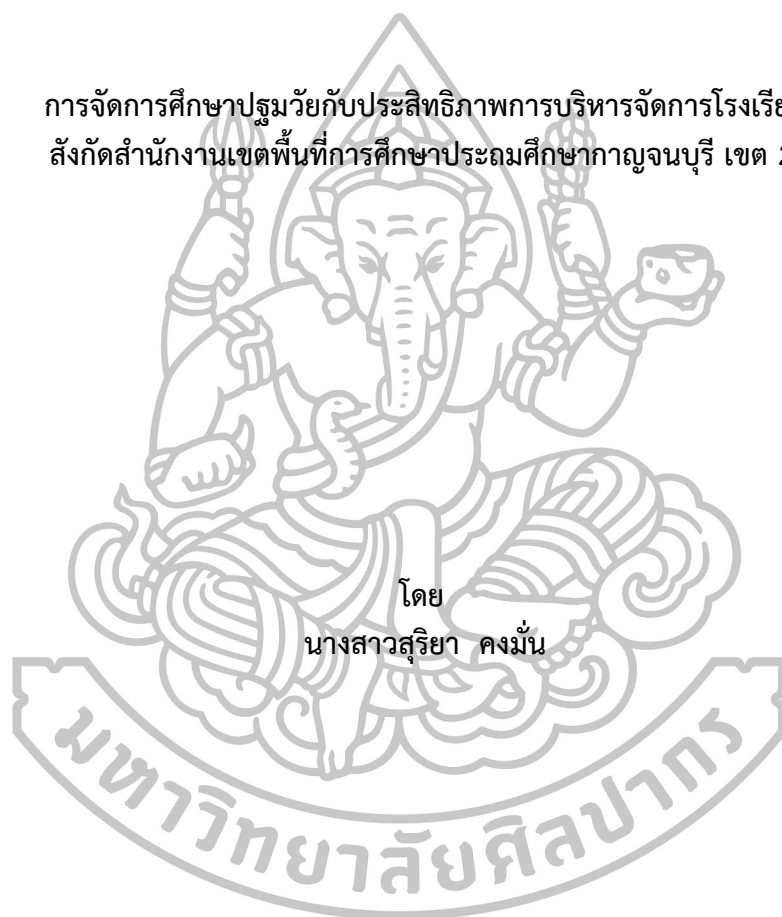 การจัดการศึกษาปฐมวัยกับประสิทธิภาพการบริหารจัดการโรงเรีย
สังกัดสำนักงานเขตพื้นที่การศึกษาประถมศึกษากาญจนบุรี เขต 2
โดย
นางสาวสุริยา คงมั่น
มหาวิทยาลัยศิลปากร